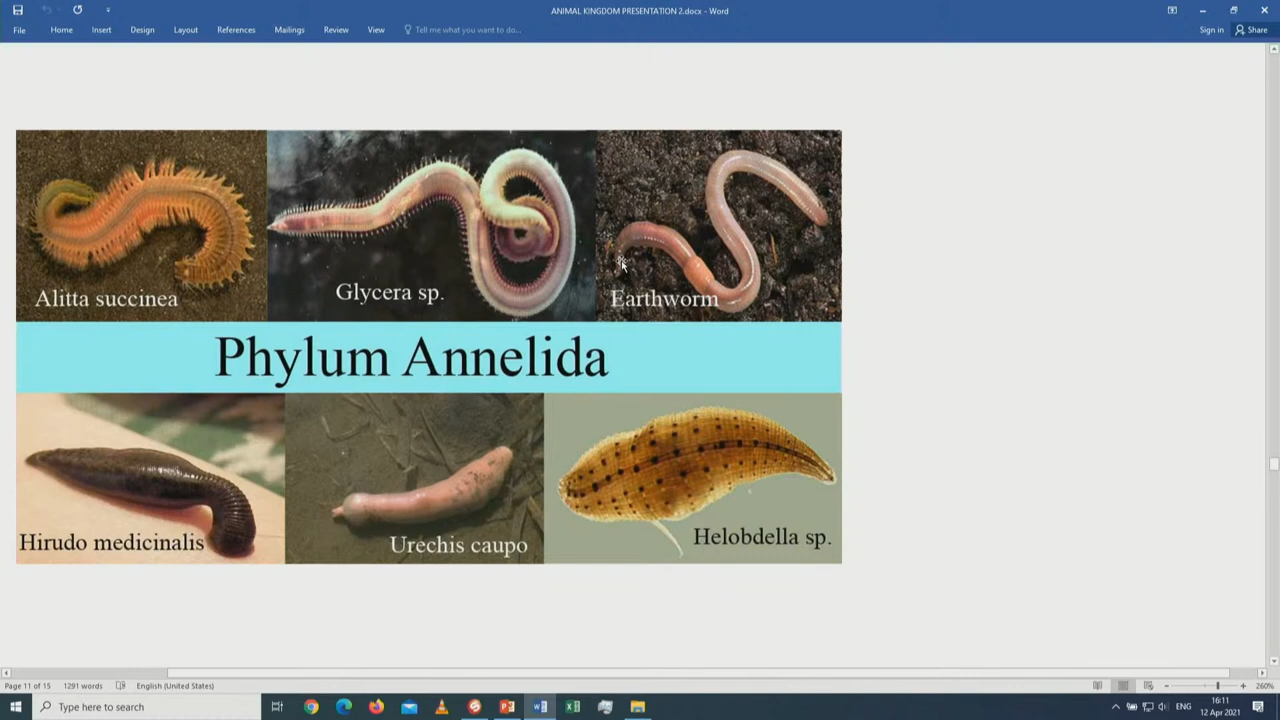 ANIMAL KINGDOM PRESENTATION 2.docx - Word
File Home Insert Design Layout References Mailings Review View Tell me what you want to do... Sign in Share
Alitta succinea
Glycera sp.
Earthworm
Phylum Annelida
Hirudo medicinalis
Urechis caupo
Helobdella sp.
Page 11 of 15 1291 words English (United States) 260%
Type here to search
ENG
16:11
12 Apr 2021